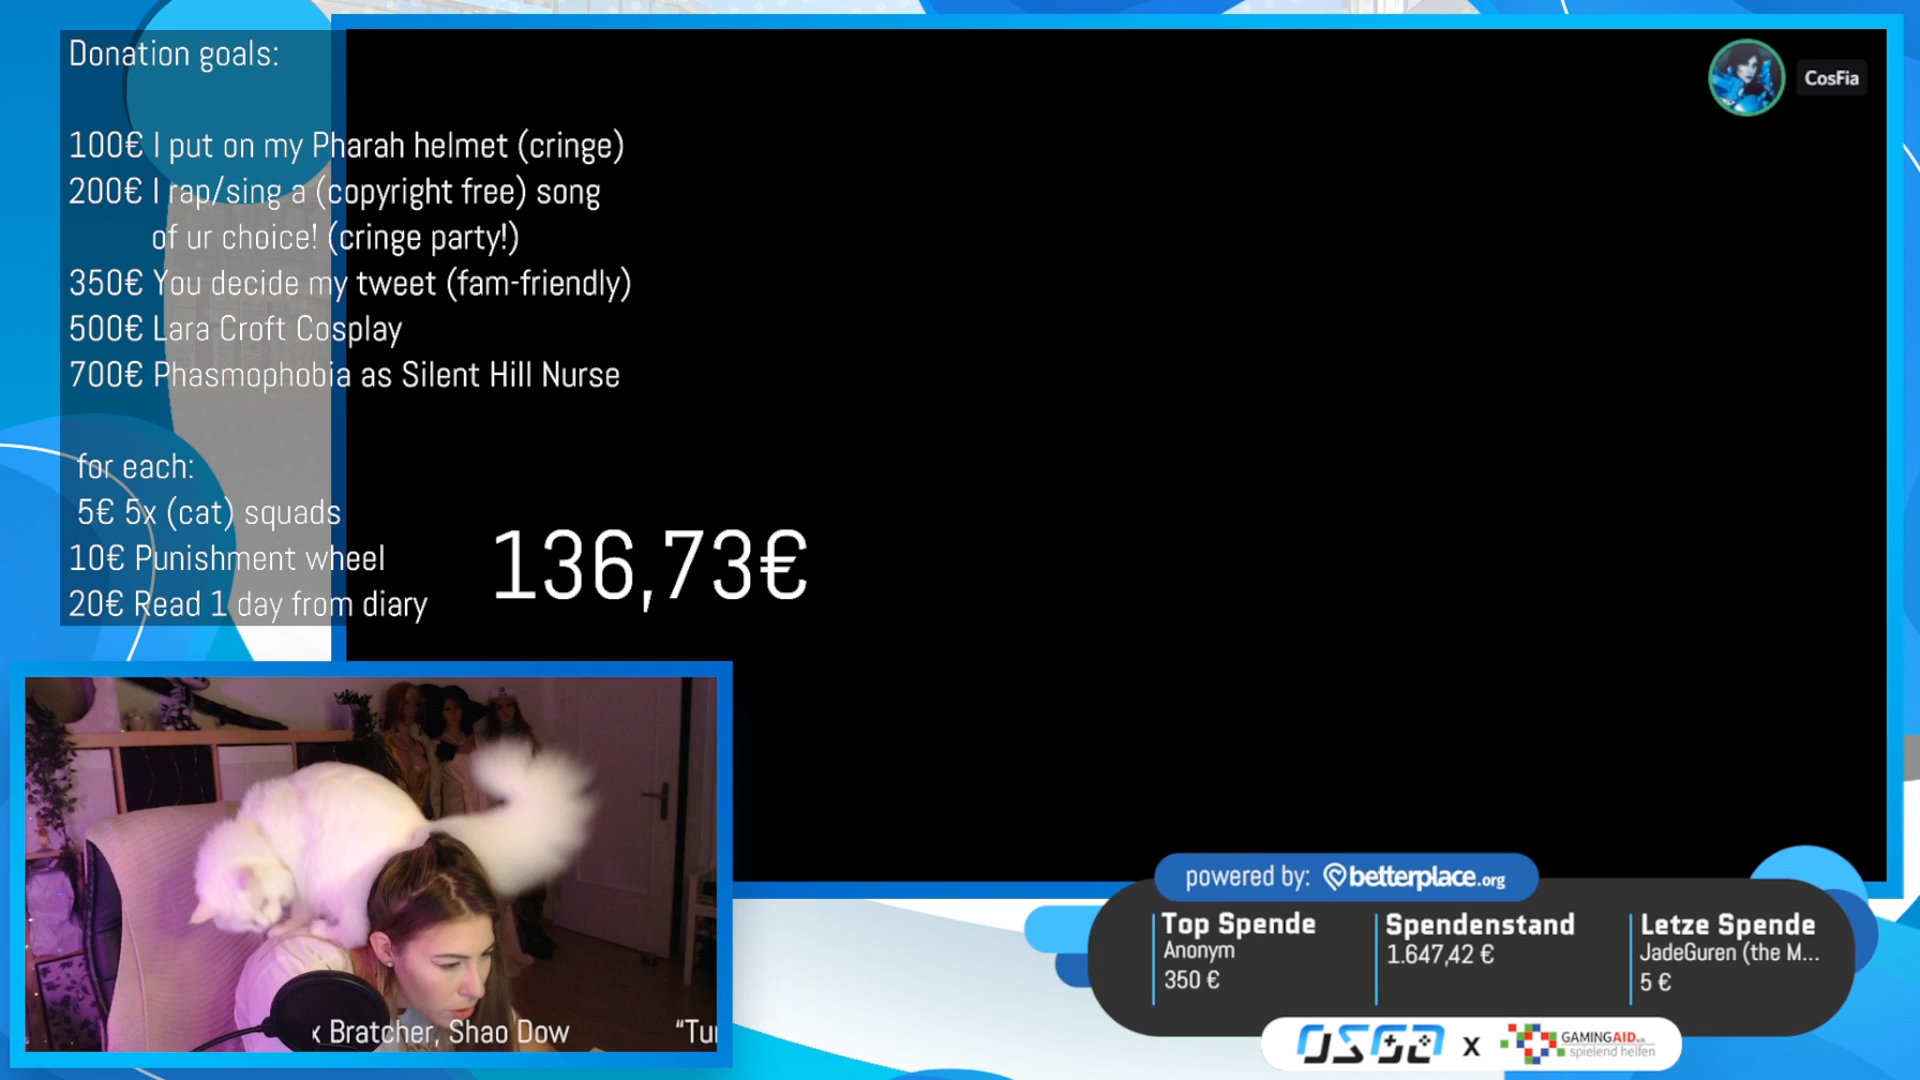 Donation goals:
100€ I put on my Pharah helmet (cringe)
200€ I rap/sing a (copyright free) song
of ur choice! (cringe party!)
350€ You decide my tweet (fam-friendly)
500€ Lara Croft Cosplay
700€ Phasmophobia as Silent Hill Nurse
for each:
5€ 5x (cat) squads
10€ Punishment wheel
20€ Read 1 day from diary
136,73€
CosFia
Bratcher, Shao Dow
powered by: betterplace.org
Top Spende
Anonym
350 €
Spendenstand
1.647,42 €
Letze Spende
JadeGuren (the M...
5 €
x
GAMINGAID e.V.
spielend helfen